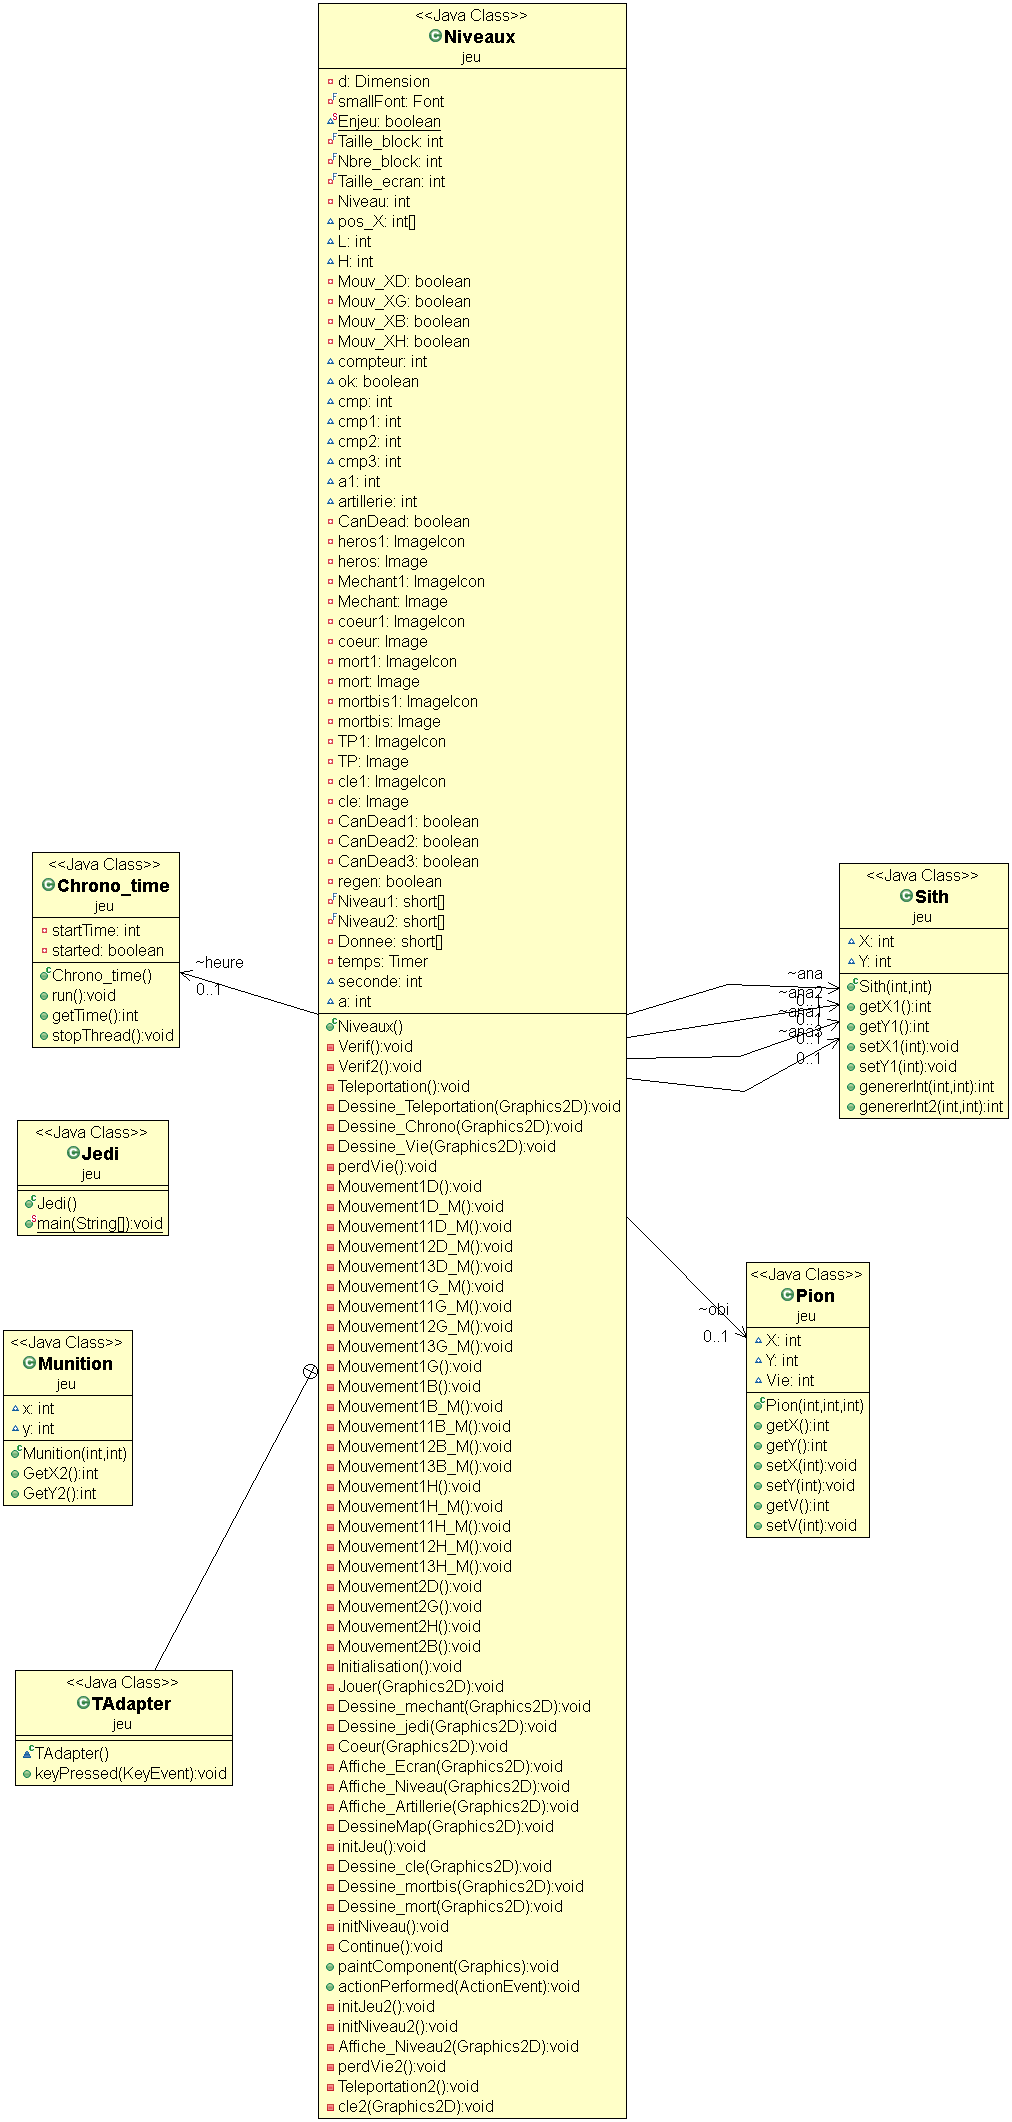 <<Java Class>>
Niveaux
jeu
d: Dimension
smallFont: Font
Enjeu: boolean
Taille_block: int
Nbre_block: int
Taille_ecran: int
Niveau: int
pos_X: int[]
L: int
H: int
Mouv_XD: boolean
Mouv_XG: boolean
Mouv_XB: boolean
Mouv_XH: boolean
compteur: int
ok: boolean
cmp: int
cmp1: int
cmp2: int
cmp3: int
a1: int
artillerie: int
CanDead: boolean
heros1: ImageIcon
heros: Image
Mechant1: ImageIcon
Mechant: Image
coeur1: ImageIcon
coeur: Image
mort1: ImageIcon
mort: Image
mortbis1: ImageIcon
mortbis: Image
TP1: ImageIcon
TP: Image
cle1: ImageIcon
cle: Image
CanDead1: boolean
CanDead2: boolean
CanDead3: boolean
regen: boolean
Niveau1: short[]
Niveau2: short[]
Donnee: short[]
temps: Timer
seconde: int
a: int
Niveaux()
Verif():void
Verif2():void
Teleportation():void
Dessine_Teleportation(Graphics2D):void
Dessine_Chrono(Graphics2D):void
Dessine_Vie(Graphics2D):void
perdVie():void
Mouvement1D():void
Mouvement1D_M():void
Mouvement11D_M():void
Mouvement12D_M():void
Mouvement13D_M():void
Mouvement1G_M():void
Mouvement11G_M():void
Mouvement12G_M():void
Mouvement13G_M():void
Mouvement1G():void
Mouvement1B():void
Mouvement1B_M():void
Mouvement11B_M():void
Mouvement12B_M():void
Mouvement13B_M():void
Mouvement1H():void
Mouvement1H_M():void
Mouvement11H_M():void
Mouvement12H_M():void
Mouvement13H_M():void
Mouvement2D():void
Mouvement2G():void
Mouvement2H():void
Mouvement2B():void
Initialisation():void
Jouer(Graphics2D):void
Dessine_mechant(Graphics2D):void
Dessine_jedi(Graphics2D):void
Coeur(Graphics2D):void
Affiche_Ecran(Graphics2D):void
Affiche_Niveau(Graphics2D):void
Affiche_Artillerie(Graphics2D):void
DessineMap(Graphics2D):void
initJeu():void
Dessine_cle(Graphics2D):void
Dessine_mortbis(Graphics2D):void
Dessine_mort(Graphics2D):void
initNiveau():void
Continue():void
paintComponent(Graphics):void
actionPerformed(ActionEvent):void
initJeu2():void
initNiveau2():void
Affiche_Niveau2(Graphics2D):void
perdVie2():void
Teleportation2():void
cle2(Graphics2D):void
<<Java Class>>
Chrono_time
jeu
startTime: int
started: boolean
Chrono_time()
run():void
getTime():int
stopThread():void
~heure
0..1
<<Java Class>>
Jedi
jeu
Jedi()
main(String[]):void
<<Java Class>>
Munition
jeu
x: int
y: int
Munition(int,int)
GetX2():int
GetY2():int
<<Java Class>>
TAdapter
jeu
TAdapter()
keyPressed(KeyEvent):void
~ana
~ana2
0..1
~ana1
0..1
~ana3
0..1
0..1
<<Java Class>>
Sith
jeu
X: int
Y: int
Sith(int,int)
getX1():int
getY1():int
setX1(int):void
setY1(int):void
genererInt(int,int):int
genererInt2(int,int):int
~obi
0..1
<<Java Class>>
Pion
jeu
X: int
Y: int
Vie: int
Pion(int,int,int)
getX():int
getY():int
setX(int):void
setY(int):void
getV():int
setV(int):void